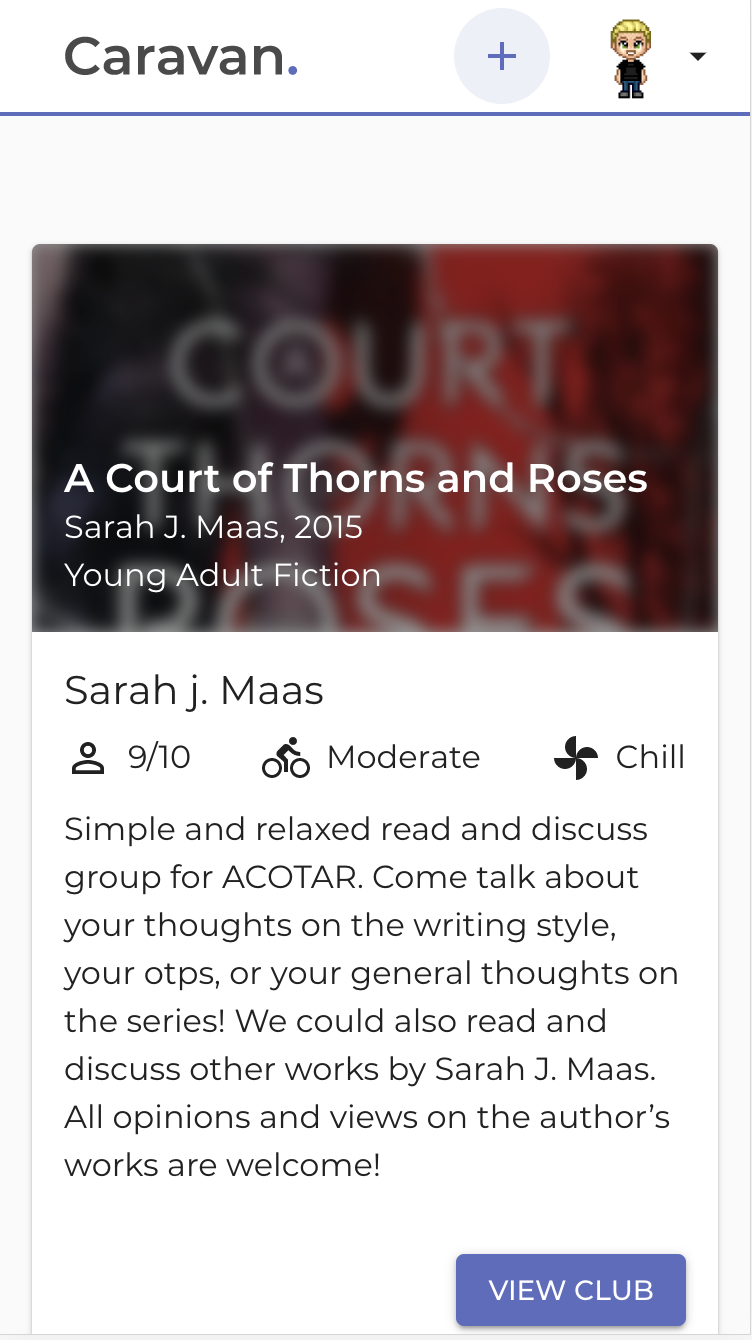 Caravan.
COURT
THORNS
ROSES
A Court of Thorns and Roses
Sarah J. Maas, 2015
Young Adult Fiction
Sarah j. Maas
9/10 Moderate Chill
Simple and relaxed read and discuss
group for ACOTAR. Come talk about
your thoughts on the writing style,
your otps, or your general thoughts on
the series! We could also read and
discuss other works by Sarah J. Maas.
All opinions and views on the author’s
works are welcome!
VIEW CLUB